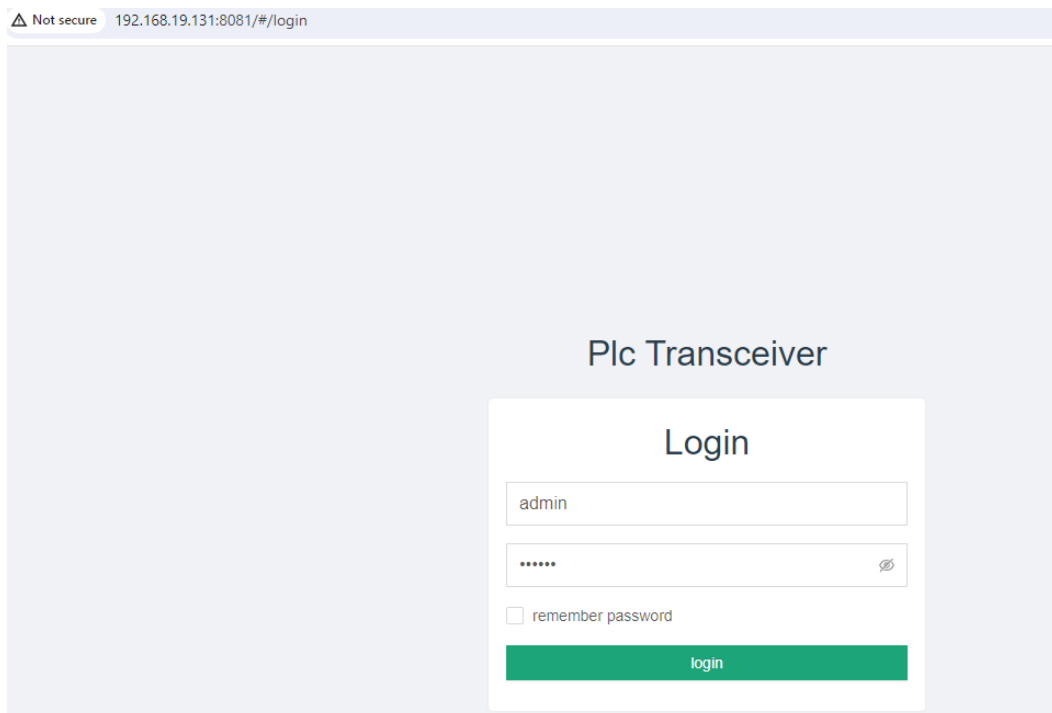 Not secure 192.168.19.131:8081/#/login
Plc Transceiver
Login
admin
••••••
remember password
login